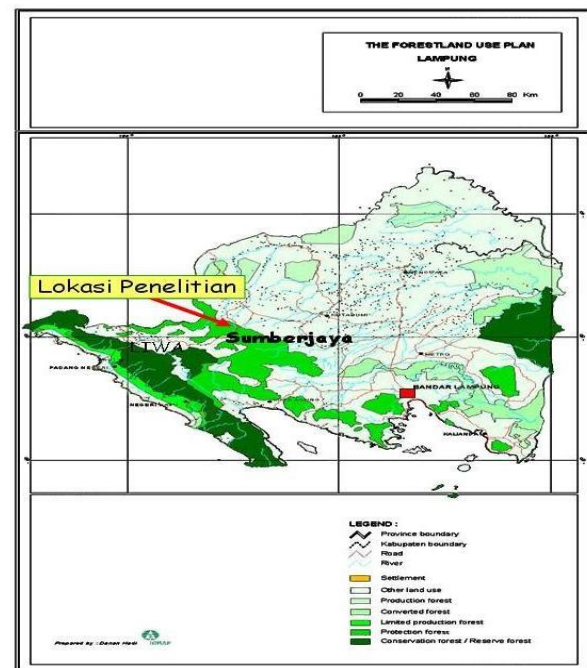 THE FORESTLAND USE PLAN
LAMPUNG
N
0 20 40 60 80 Km
Lokasi Penelitian
Sumberjaya
METRO
BANDAR LAMPUNG
LEGEND :
Province boundary
Kabupaten boundary
Road
River
Settlement
Other land use
Production forest
Converted forest
Limited production forest
Protection forest
Conservation forest / Reserve forest
Prepared by : Danan Hadi
ICRAF